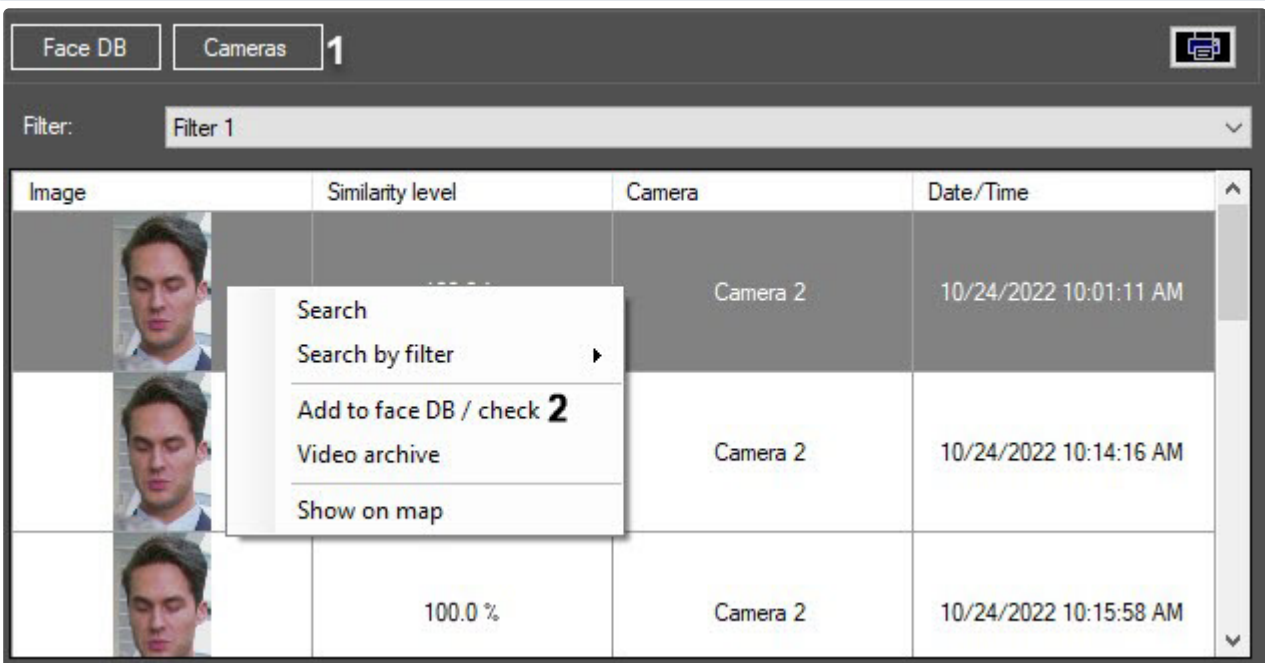 Face DB Cameras 1
Filter: Filter 1
Image Similarity level Camera Date/Time
Camera 2 10/24/2022 10:01:11 AM
Search
Search by filter
Add to face DB / check 2
Video archive
Show on map
Camera 2 10/24/2022 10:14:16 AM
100.0 % Camera 2 10/24/2022 10:15:58 AM